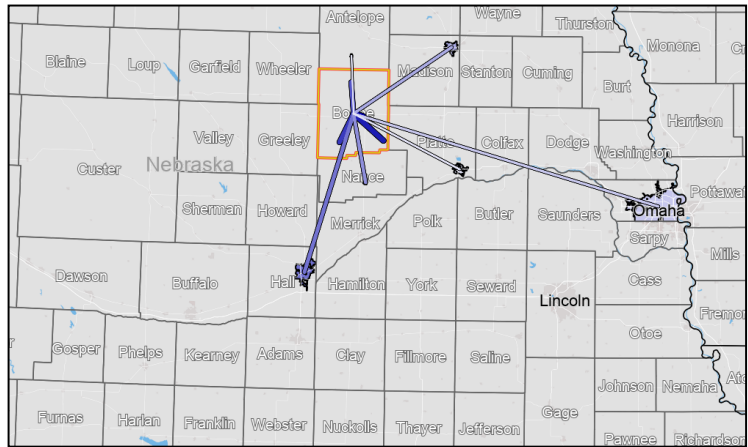 Antelope
Wayne
Thurston
Blaine
Loup
Garfield
Wheeler
Madison
Stanton
Cuming
Monona
Burt
Harrison
Boone
Valley
Greeley
Platte
Colfax
Dodge
Washington
Custer
Nebraska
Nance
Pottawa
Sherman
Howard
Merrick
Polk
Butler
Saunders
Omaha
Sarpy
Mills
Dawson
Buffalo
Hall
Hamilton
York
Seward
Cass
Lincoln
Fremon
Otoe
Gosper
Phelps
Kearney
Adams
Clay
Fillmore
Saline
Johnson
Nemaha
Atc
Furnas
Harlan
Franklin
Webster
Nuckolls
Thayer
Jefferson
Gage
Pawnee
Richardson